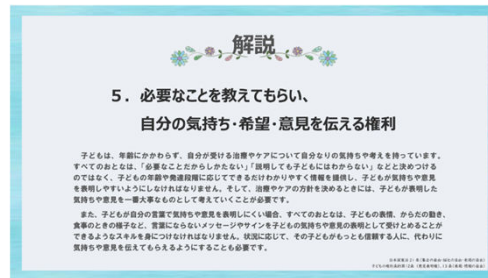 解説
5．必要なことを教えてもらい、
自分の気持ち・希望・意見を伝える権利
子どもは、年齢にかかわらず、自分が受ける治療やケアについて自分なりの気持ちや考えを持っています。
すべてのおとなは、「必要なことだからしかたない」「説明しても子どもにはわからない」などと決めつける
のではなく、子どもの年齢や発達段階に応じてできるだけわかりやすく情報を提供し、子どもが気持ちや意見
を表明しやすいようにしなければなりません。そして、治療やケアの方針を決めるときには、子どもが表明した
気持ちや意見を一番大事なものとして考えていくことが必要です。
また、子どもが自分の言葉で気持ちや意見を表明しにくい場合、すべてのおとなは、子どもの表情、からだの動き、
食事のときの様子など、言葉にならないメッセージやサインを子どもの気持ちや意見の表明として受けとめることが
できるようなスキルを身につけなければなりません。状況に応じて、その子どもがもっとも信頼する人に、代わりに
気持ちや意見を伝えてもらえるようにすることも必要です。